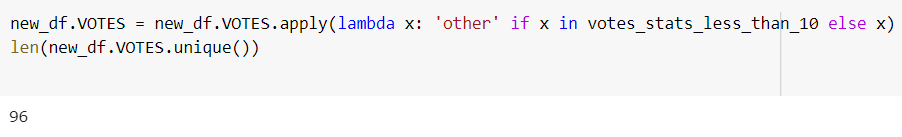 new_df.VOTES = new_df.VOTES.apply(lambda x: 'other' if x in votes_stats_less_than_10 else x)
len(new_df.VOTES.unique())
96